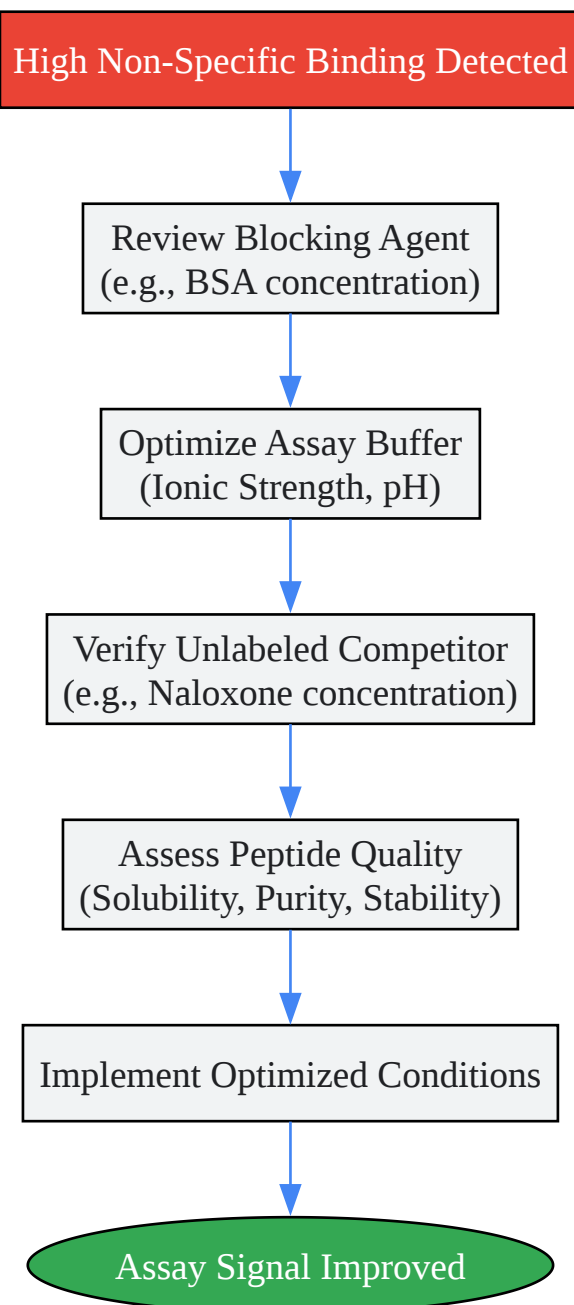 High Non-Specific Binding Detected
Review Blocking Agent
(e.g., BSA concentration)
Optimize Assay Buffer
(Ionic Strength, pH)
Verify Unlabeled Competitor
(e.g., Naloxone concentration)
Assess Peptide Quality
(Solubility, Purity, Stability)
Implement Optimized Conditions
Assay Signal Improved